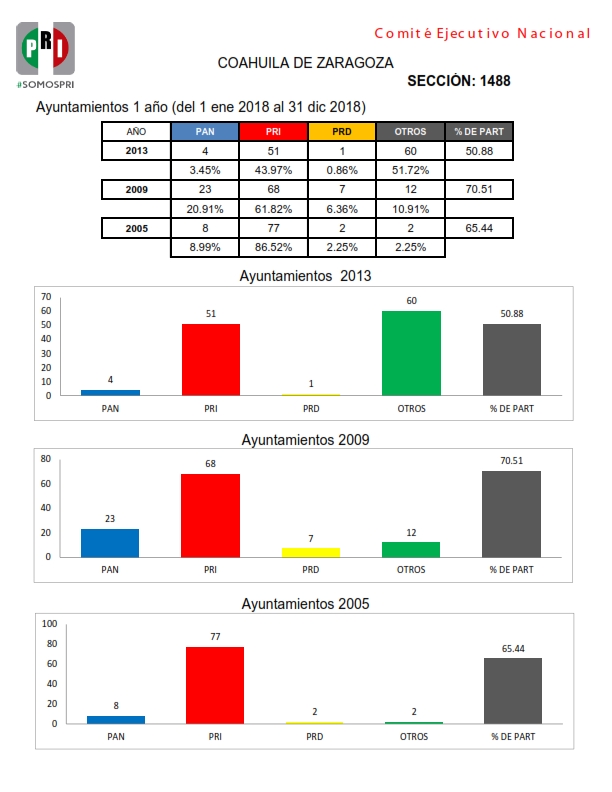 PRI
#SOMOSPRI
Comité Ejecutivo Nacional
COAHUILA DE ZARAGOZA
SECCIÓN: 1488
Ayuntamientos 1 año (del 1 ene 2018 al 31 dic 2018)
AÑO PAN PRI PRD OTROS % DE PART
2013 4 51 1 60 50.88
3.45% 43.97% 0.86% 51.72%
2009 23 68 7 12 70.51
20.91% 61.82% 6.36% 10.91%
2005 8 77 2 2 65.44
8.99% 86.52% 2.25% 2.25%
Ayuntamientos 2013
70
60
50
40
30
20
10
0
4 51 1 60 50.88
PAN PRI PRD OTROS % DE PART
Ayuntamientos 2009
80
60
40
20
0
23 68 7 12 70.51
PAN PRI PRD OTROS % DE PART
Ayuntamientos 2005
100
80
60
40
20
0
8 77 2 2 65.44
PAN PRI PRD OTROS % DE PART